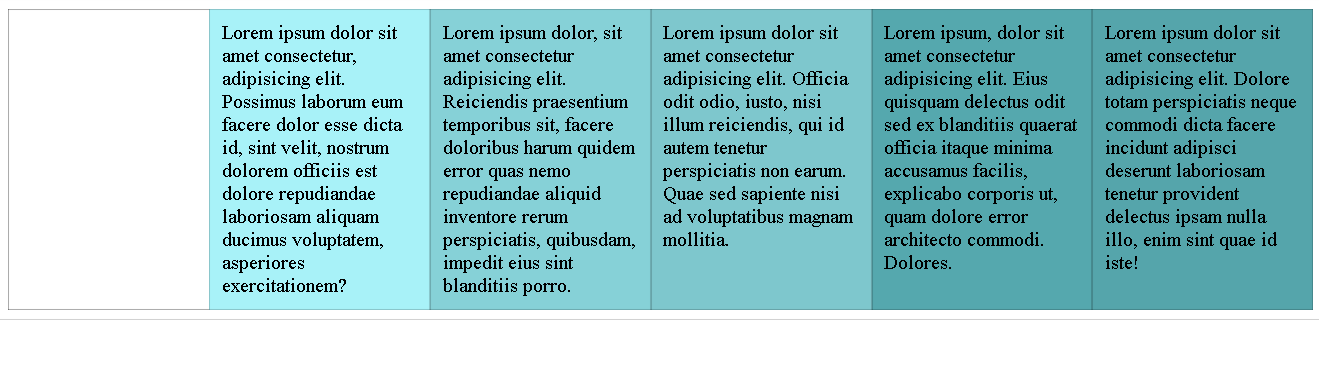 Lorem ipsum dolor sit
amet consectetur,
adipisicing elit.
Possimus laborum eum
facere dolor esse dicta
id, sint velit, nostrum
dolorem officiis est
dolore repudiandae
laboriosam aliquam
ducimus voluptatem,
asperiores
exercitationem?
Lorem ipsum dolor, sit
amet consectetur
adipisicing elit.
Reiciendis praesentium
temporibus sit, facere
doloribus harum quidem
error quas nemo
repudiandae aliquid
inventore rerum
perspiciatis, quibusdam,
impedit eius sint
blanditiis porro.
Lorem ipsum dolor sit
amet consectetur
adipisicing elit. Officia
odit odio, iusto, nisi
illum reiciendis, qui id
autem tenetur
perspiciatis non earum.
Quae sed sapiente nisi
ad voluptatibus magnam
mollitia.
Lorem ipsum, dolor sit
amet consectetur
adipisicing elit. Eius
quisquam delectus odit
sed ex blanditiis quaerat
officia itaque minima
accusamus facilis,
explicabo corporis ut,
quam dolore error
architecto commodi.
Dolores.
Lorem ipsum dolor sit
amet consectetur
adipisicing elit. Dolore
totam perspiciatis neque
commodi dicta facere
incidunt adipisci
deserunt laboriosam
tenetur provident
delectus ipsam nulla
illo, enim sint quae id
iste!